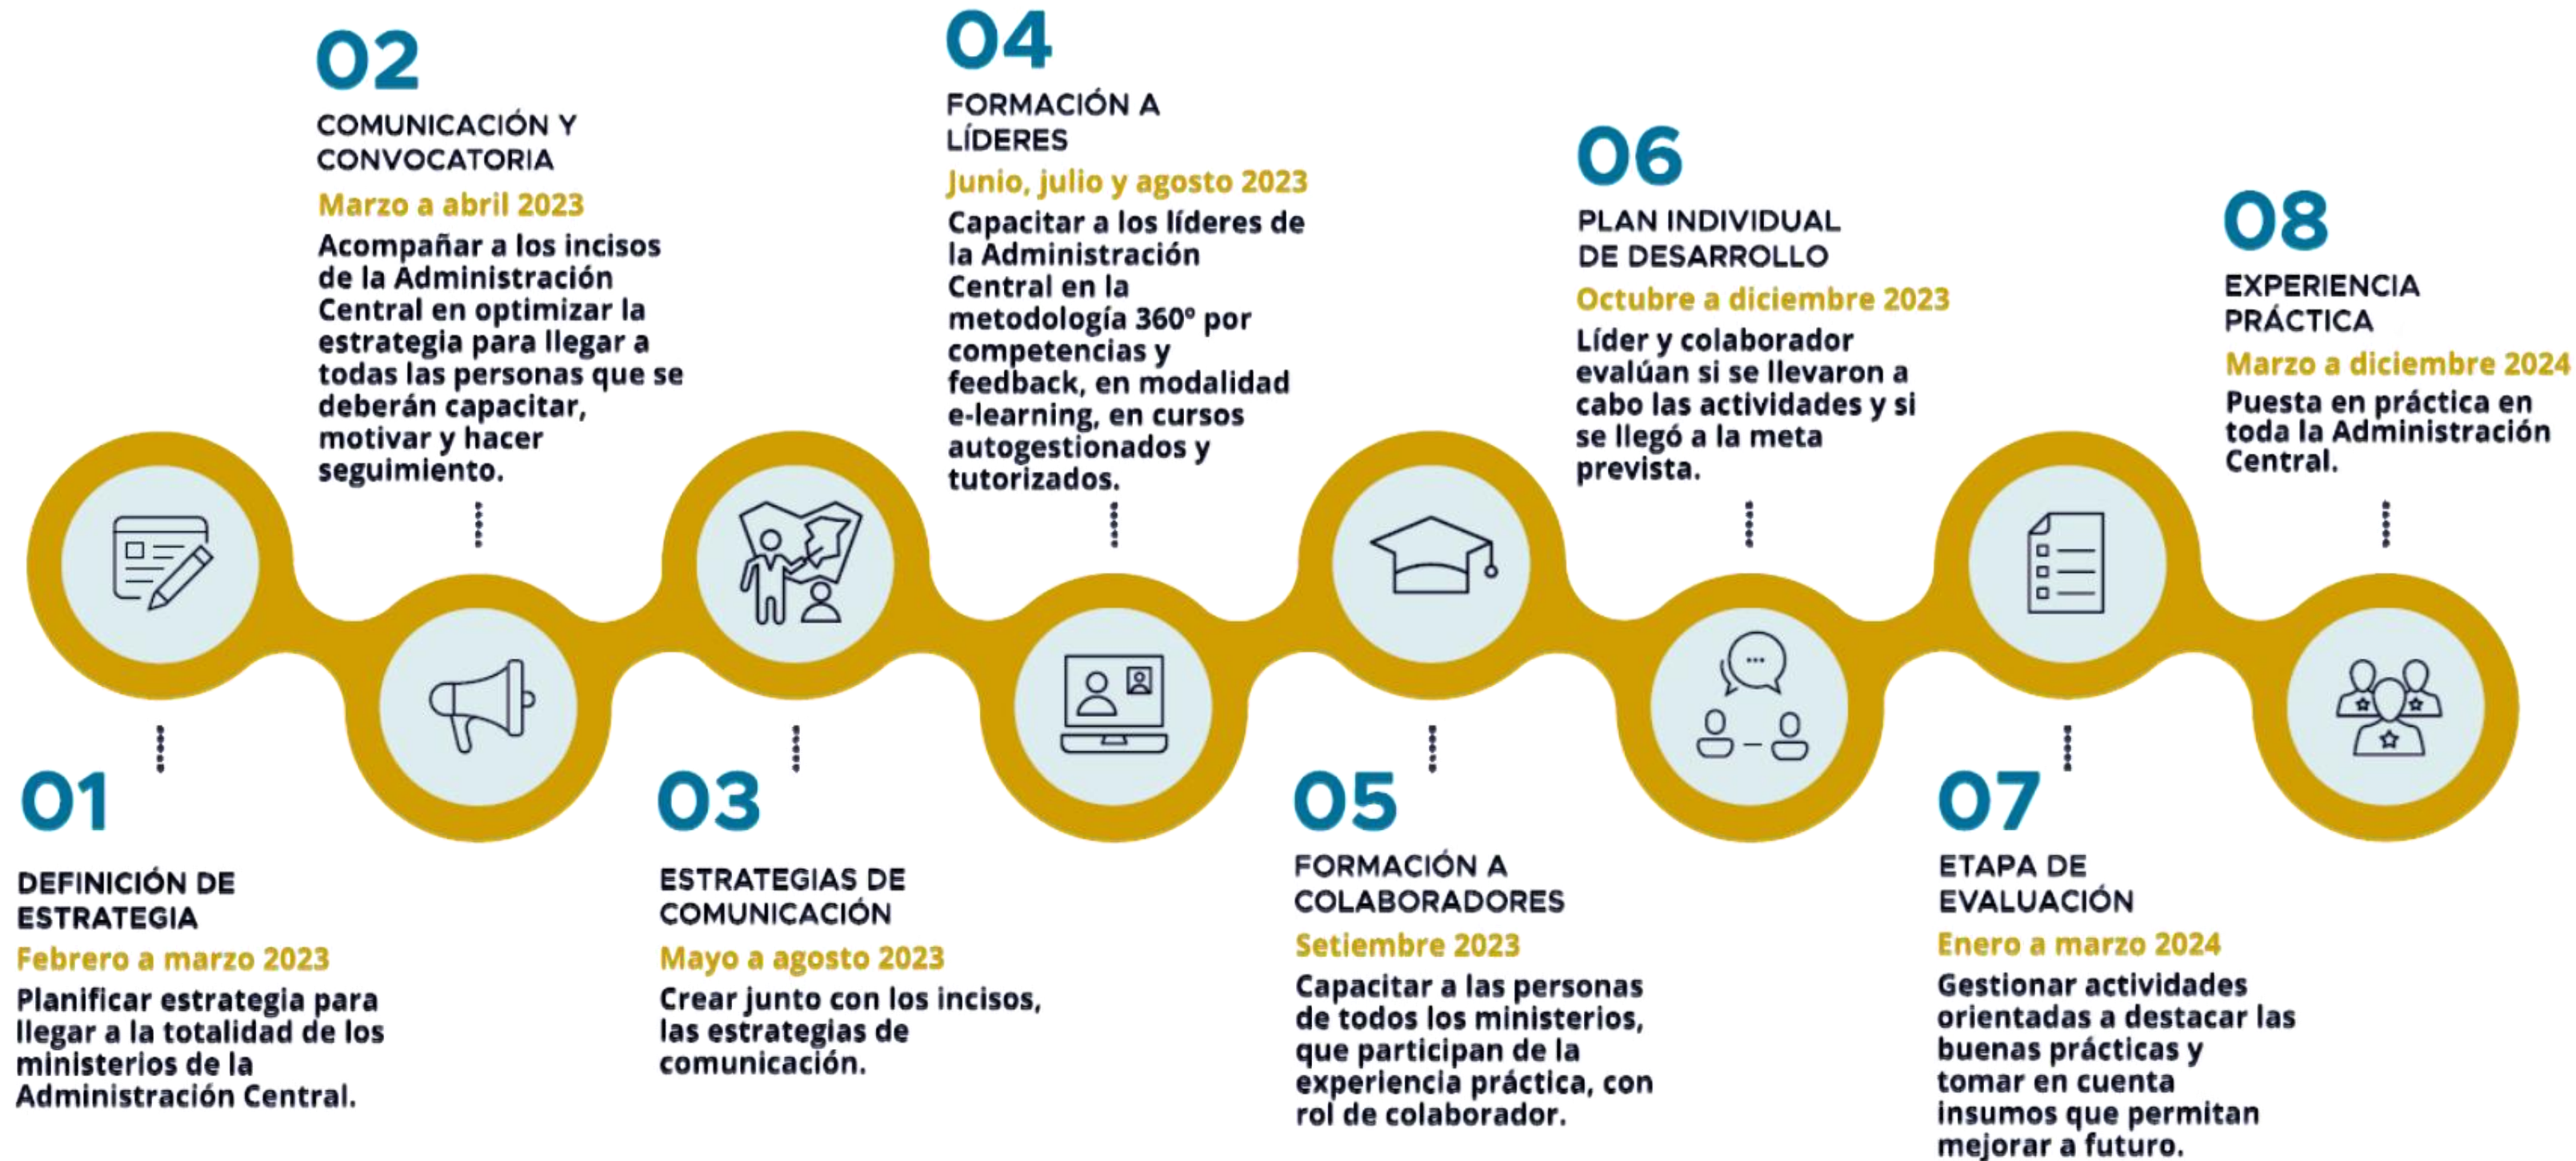 01
DEFINICIÓN DE
ESTRATEGIA
Febrero a marzo 2023
Planificar estrategia para
llegar a la totalidad de los
ministerios de la
Administración Central.
02
COMUNICACIÓN Y
CONVOCATORIA
Marzo a abril 2023
Acompañar a los incisos
de la Administración
Central en optimizar la
estrategia para llegar a
todas las personas que se
deberán capacitar,
motivar y hacer
seguimiento.
03
ESTRATEGIAS DE
COMUNICACIÓN
Mayo a agosto 2023
Crear junto con los incisos,
las estrategias de
comunicación.
04
FORMACIÓN A
LÍDERES
Junio, julio y agosto 2023
Capacitar a los líderes de
la Administración
Central en la
metodología 360º por
competencias y
feedback, en modalidad
e-learning, en cursos
autogestionados y
tutorizados.
05
FORMACIÓN A
COLABORADORES
Setiembre 2023
Capacitar a las personas
de todos los ministerios,
que participan de la
experiencia práctica, con
rol de colaborador.
06
PLAN INDIVIDUAL
DE DESARROLLO
Octubre a diciembre 2023
Líder y colaborador
evalúan si se llevaron a
cabo las actividades y si
se llegó a la meta
prevista.
07
ETAPA DE
EVALUACIÓN
Enero a marzo 2024
Gestionar actividades
orientadas a destacar las
buenas prácticas y
tomar en cuenta
insumos que permitan
mejorar a futuro.
08
EXPERIENCIA
PRÁCTICA
Marzo a diciembre 2024
Puesta en práctica en
toda la Administración
Central.